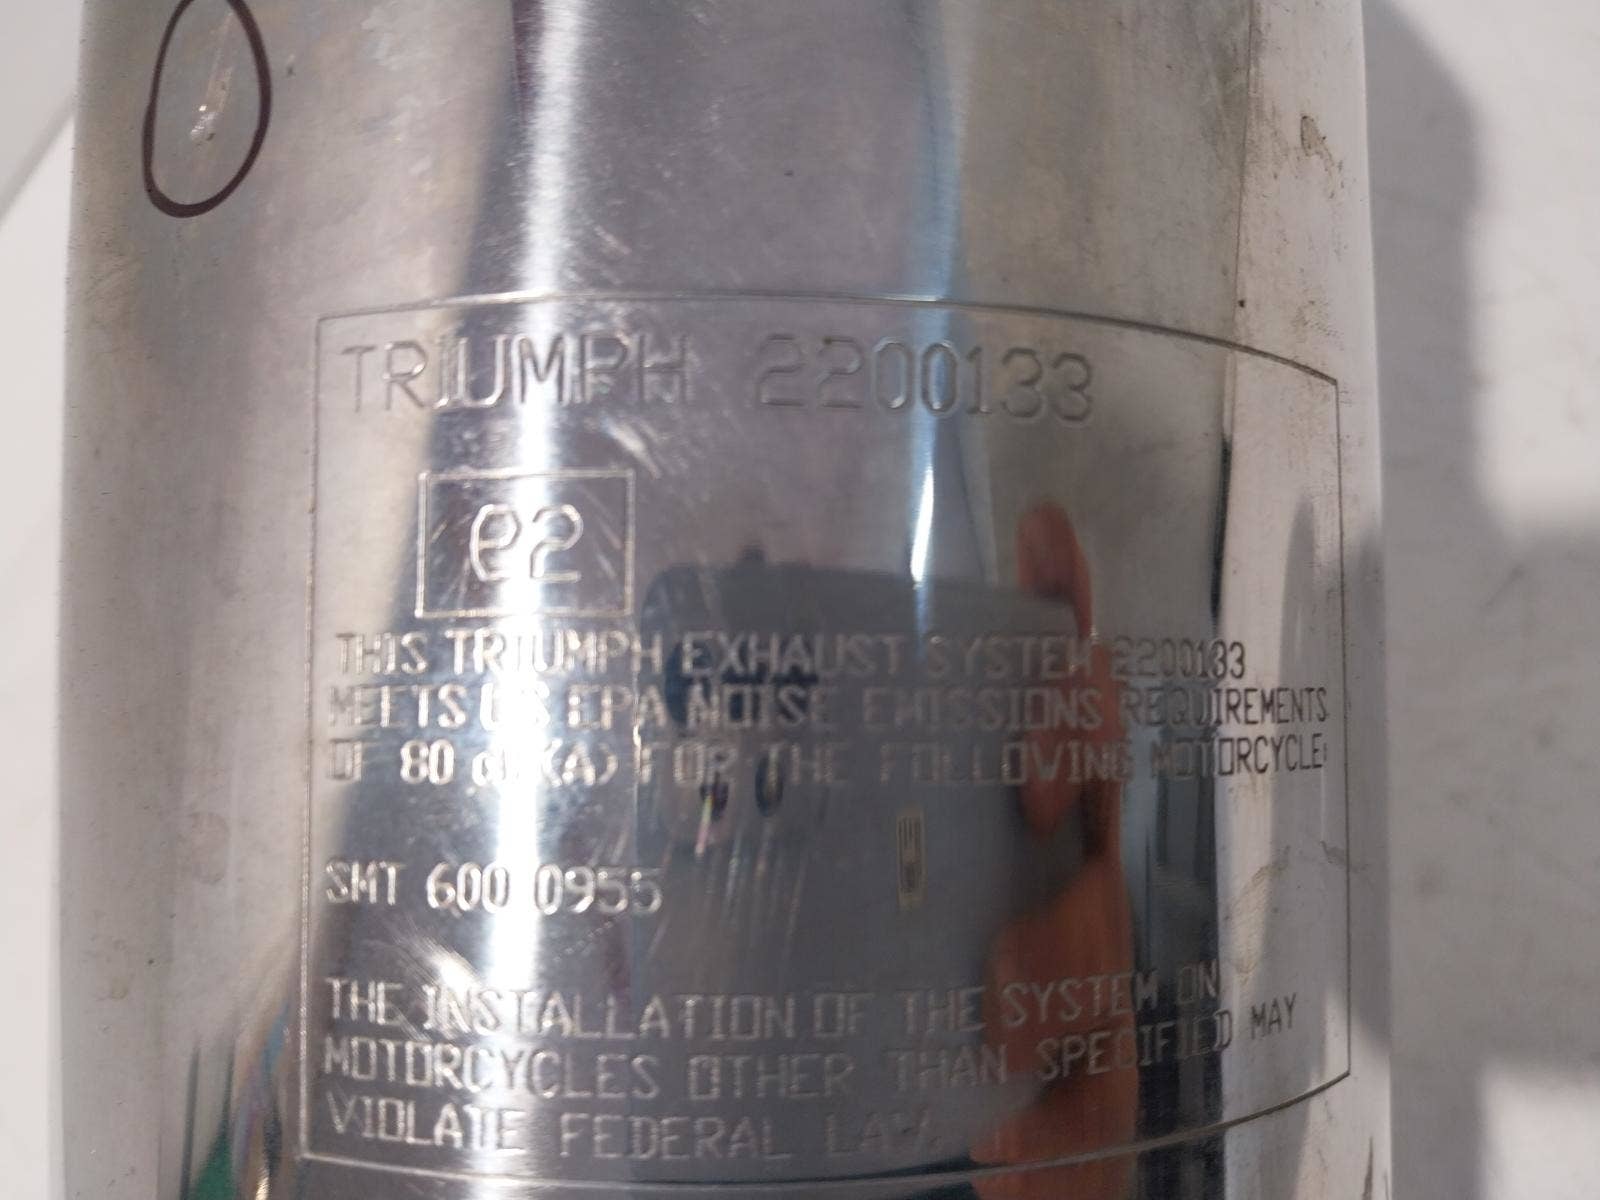 TRIUMPH 2200133
e2
THIS TRIUMPH EXHAUST SYSTEM 2200133
MEETS US EPA NOISE EMISSIONS REQUIREMENTS
OF 80 dB(A) FOR THE FOLLOWING MOTORCYCLE:
SMT 600 0955
THE INSTALLATION OF THE SYSTEM ON
MOTORCYCLES OTHER THAN SPECIFIED MAY
VIOLATE FEDERAL LAW.